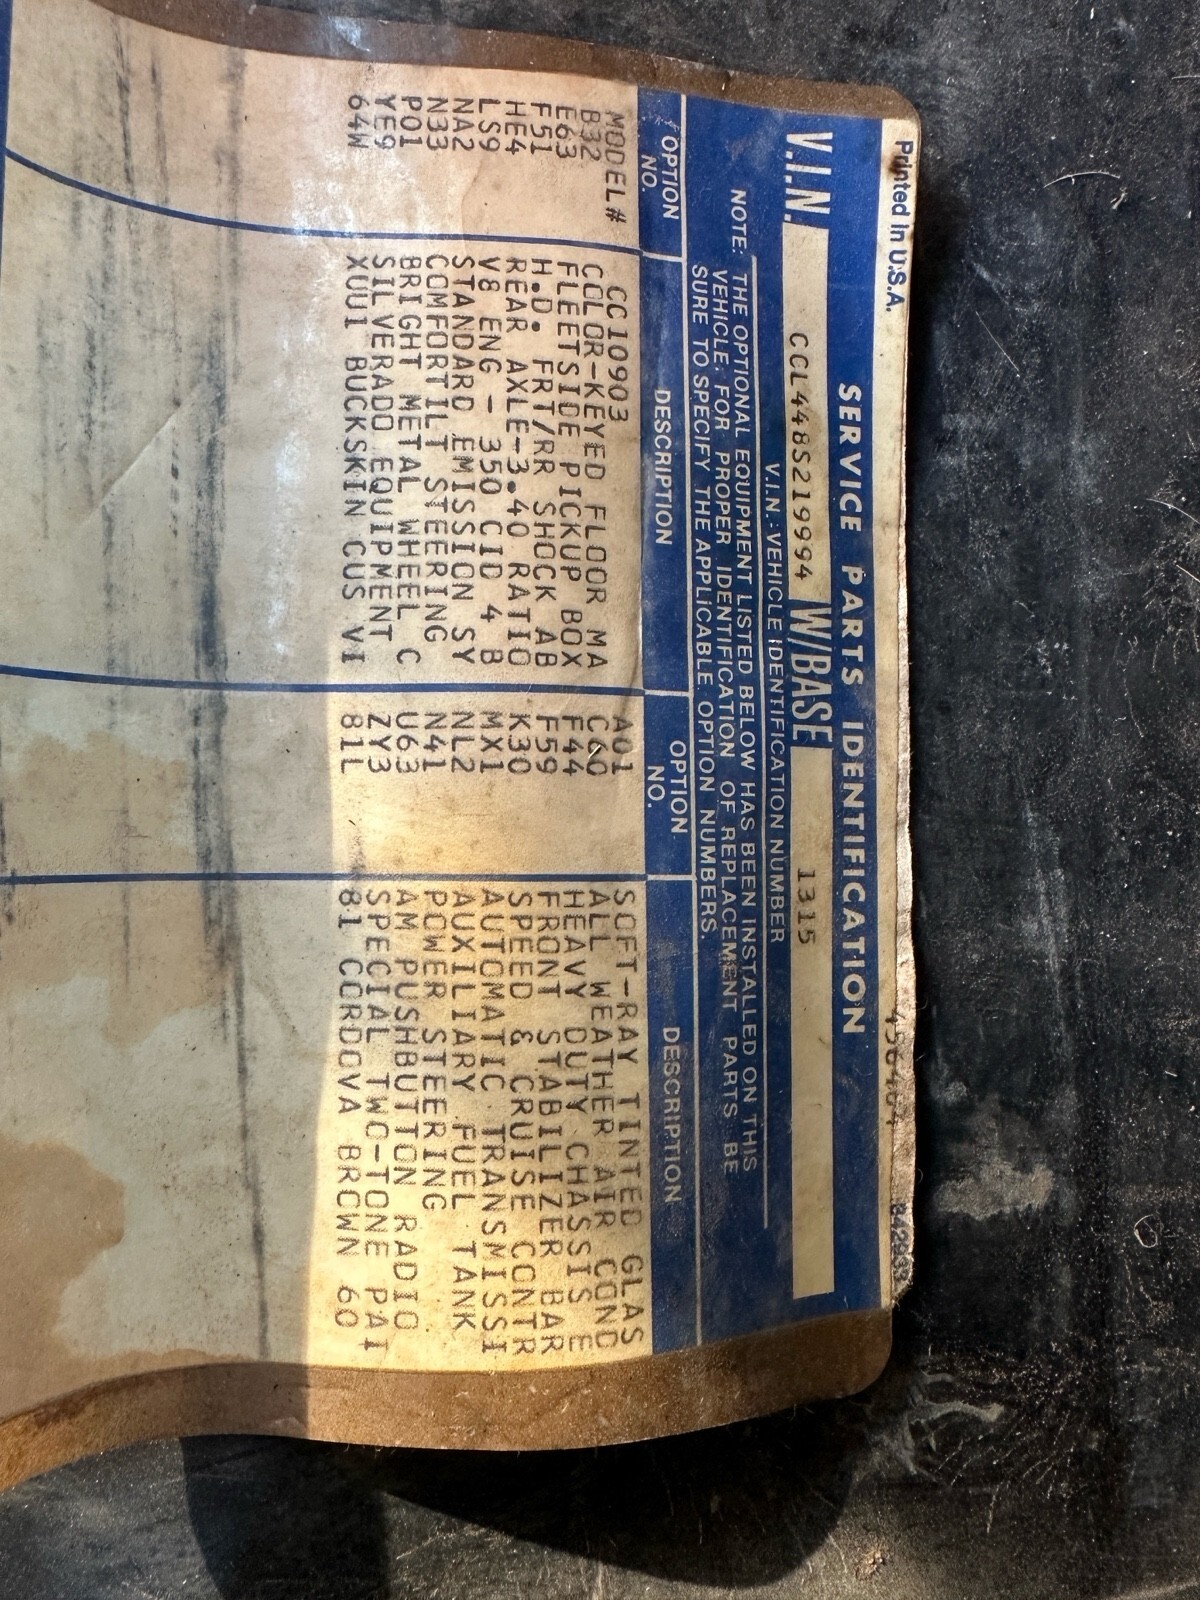 Printed In U.S.A.
SERVICE PARTS IDENTIFICATION
V.I.N. CCL448S219994 W/BASE 1315
V.I.N. - VEHICLE IDENTIFICATION NUMBER
NOTE: THE OPTIONAL EQUIPMENT LISTED BELOW HAS BEEN INSTALLED ON THIS
VEHICLE. FOR PROPER IDENTIFICATION OF REPLACEMENT PARTS BE
SURE TO SPECIFY THE APPLICABLE OPTION NUMBERS.
OPTION NO. DESCRIPTION OPTION NO. DESCRIPTION
MODEL# CC10903 A01 SOFT-RAY TINTED GLAS
B32 COLOR-KEYED FLOOR MA C60 ALL WEATHER AIR COND
E63 FLEETSIDE PICKUP BOX F44 HEAVY DUTY CHASSIS E
F51 H.D. FRT/RR SHOCK AB F59 FRONT STABILIZER BAR
HE4 REAR AXLE-3.40 RATIO K30 SPEED & CRUISE CONTR
LS9 V8 ENG - 350 CID 4 B MX1 AUTOMATIC TRANSMISSI
NA2 STANDARD EMISSION SY NL2 AUXILIARY FUEL TANK
N33 COMFORTILT STEERING N41 POWER STEERING
P01 BRIGHT METAL WHEEL C U63 AM PUSHBUTTON RADIO
YE9 SILVERADO EQUIPMENT ZY3 SPECIAL TWO-TONE PAI
64W XUU1 BUCKSKIN CUS VI 81L 81 CORDOVA BROWN 60